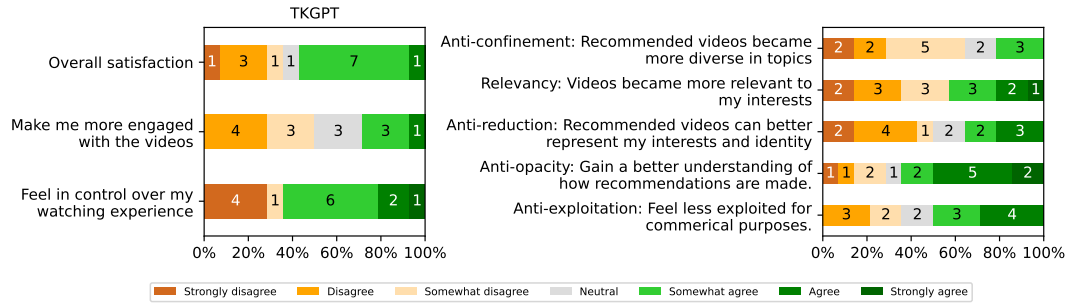 TKGPT
Overall satisfaction
1 3 1 1 7 1
Make me more engaged
with the videos
4 3 3 3 1
Feel in control over my
watching experience
4 1 6 2 1
0% 20% 40% 60% 80% 100%
Anti-confinement: Recommended videos became
more diverse in topics
2 2 5 2 3
Relevancy: Videos became more relevant to
my interests
2 3 3 3 2 1
Anti-reduction: Recommended videos can better
represent my interests and identity
2 4 1 2 2 3
Anti-opacity: Gain a better understanding of
how recommendations are made.
1 1 2 1 2 5 2
Anti-exploitation: Feel less exploited for
commerical purposes.
3 2 2 3 4
0% 20% 40% 60% 80% 100%
Strongly disagree Disagree Somewhat disagree Neutral Somewhat agree Agree Strongly agree